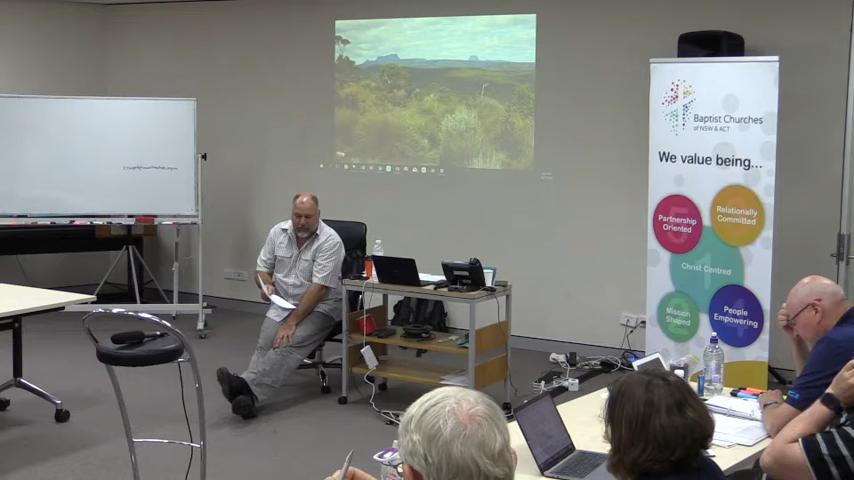 Baptist Churches
of NSW & ACT
We value being...
Partnership
Oriented
Relationally
Committed
Christ Centred
Mission
Shaped
People
Empowering